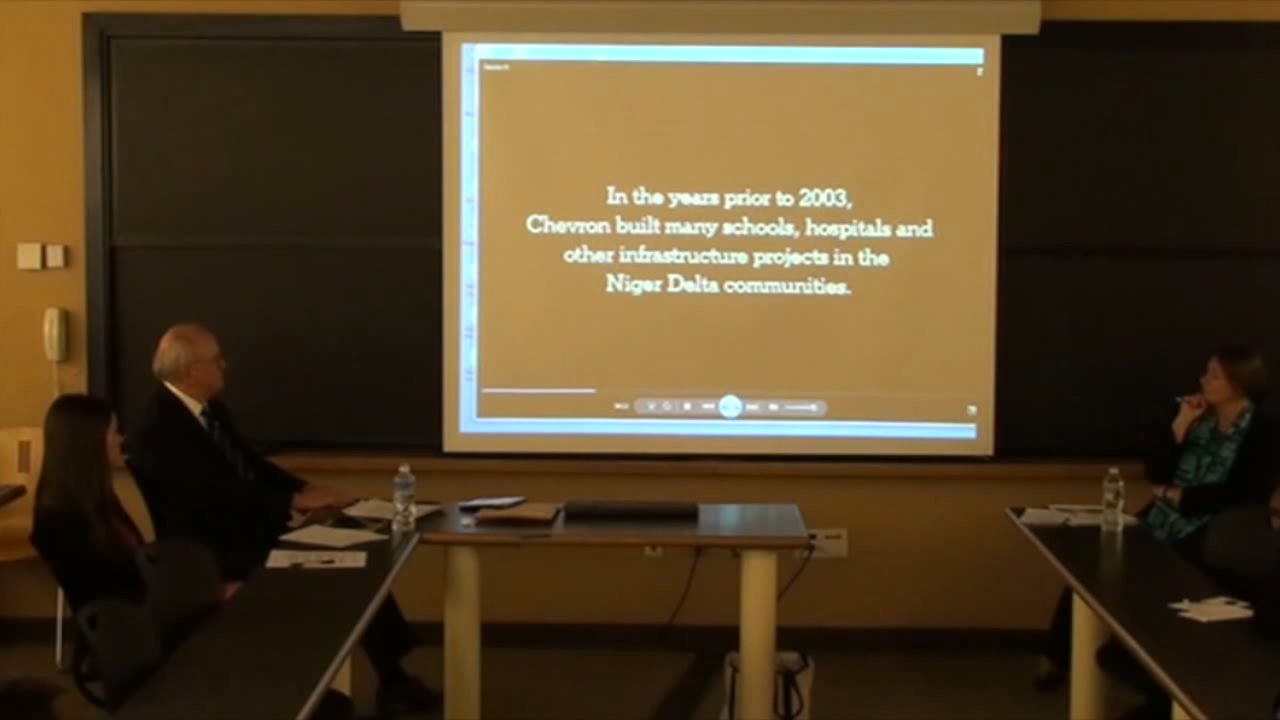 In the years prior to 2003,
Chevron built many schools, hospitals and
other infrastructure projects in the
Niger Delta communities.